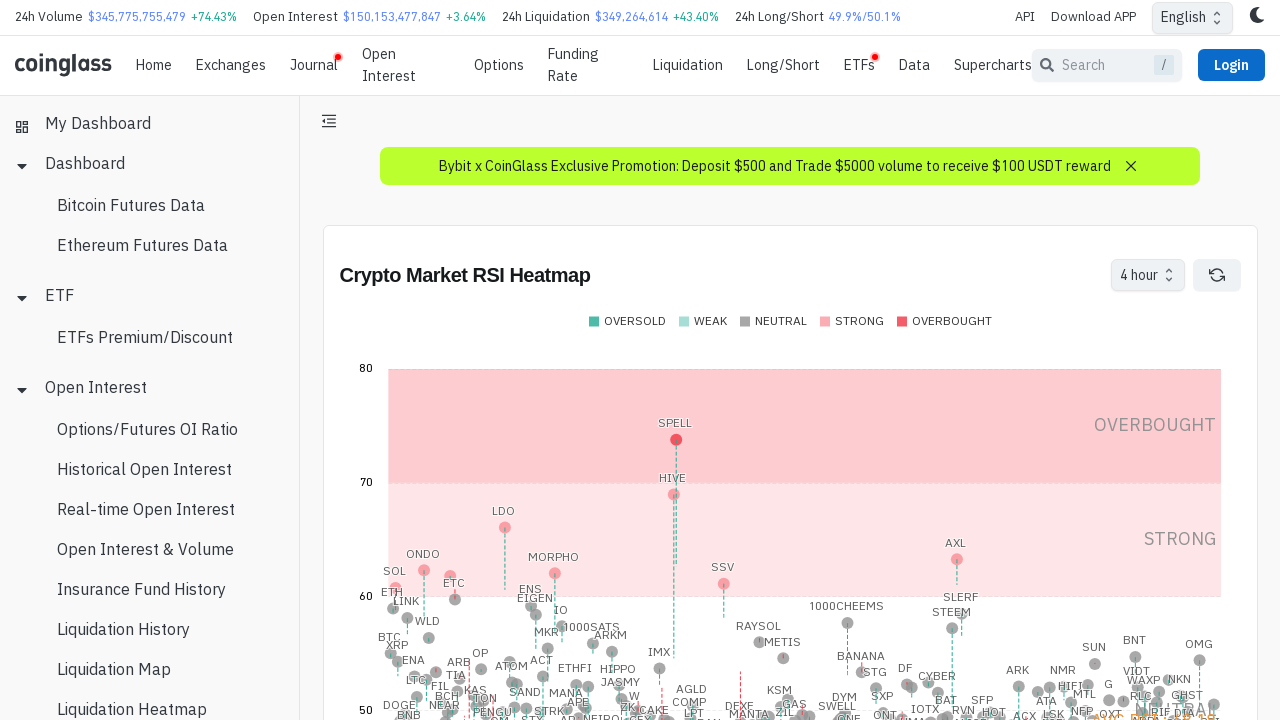 24h Volume $345,775,755,479 +74.43% Open Interest $150,153,477,847 +3.64% 24h Liquidation $349,264,614 +43.40% 24h Long/Short 49.9%/50.1% API Download APP English
coinglass Home Exchanges Journal Open Interest Options Funding Rate Liquidation Long/Short ETFs Data Supercharts Search / Login
My Dashboard
Dashboard
Bitcoin Futures Data
Ethereum Futures Data
ETF
ETFs Premium/Discount
Open Interest
Options/Futures OI Ratio
Historical Open Interest
Real-time Open Interest
Open Interest & Volume
Insurance Fund History
Liquidation History
Liquidation Map
Liquidation Heatmap
Bybit x CoinGlass Exclusive Promotion: Deposit $500 and Trade $5000 volume to receive $100 USDT reward
Crypto Market RSI Heatmap
4 hour
OVERSOLD WEAK NEUTRAL STRONG OVERBOUGHT
80
SPELL
OVERBOUGHT
70
HIVE
LDO
STRONG
AXL
ONDO
MORPHO
SOL
SSV
ETC
60
ETH
ENS
LINK
EIGEN
SLERF
IO
1000CHEEMS
STEEM
WLD
1000SATS
RAYSOL
BTC
MKR
ARKM
XRP
METIS
BNT
OMG
SUN
OP
IMX
BANANA
ENA
ARB
ACT
ATOM
ETHFI
HIPPO
STG
DF
CYBER
ARK
NMR
VIDT
TIA
LTC
FIL
JASMY
WAXP
NKN
KAS
SAND
MANA
AGLD
KSM
HIFI
BCH
TON
W
DYM
SXP
BAT
SFP
MTL
RLC
GHST
DOGE
NEAR
APE
COMP
GAS
SWELL
IOTX
RVN
HOT
ATA
BNB
ZK
CAKE
DEXE
MANTA
ZIL
ONT
ACX
LSK
NFP
NEUTRAL
50